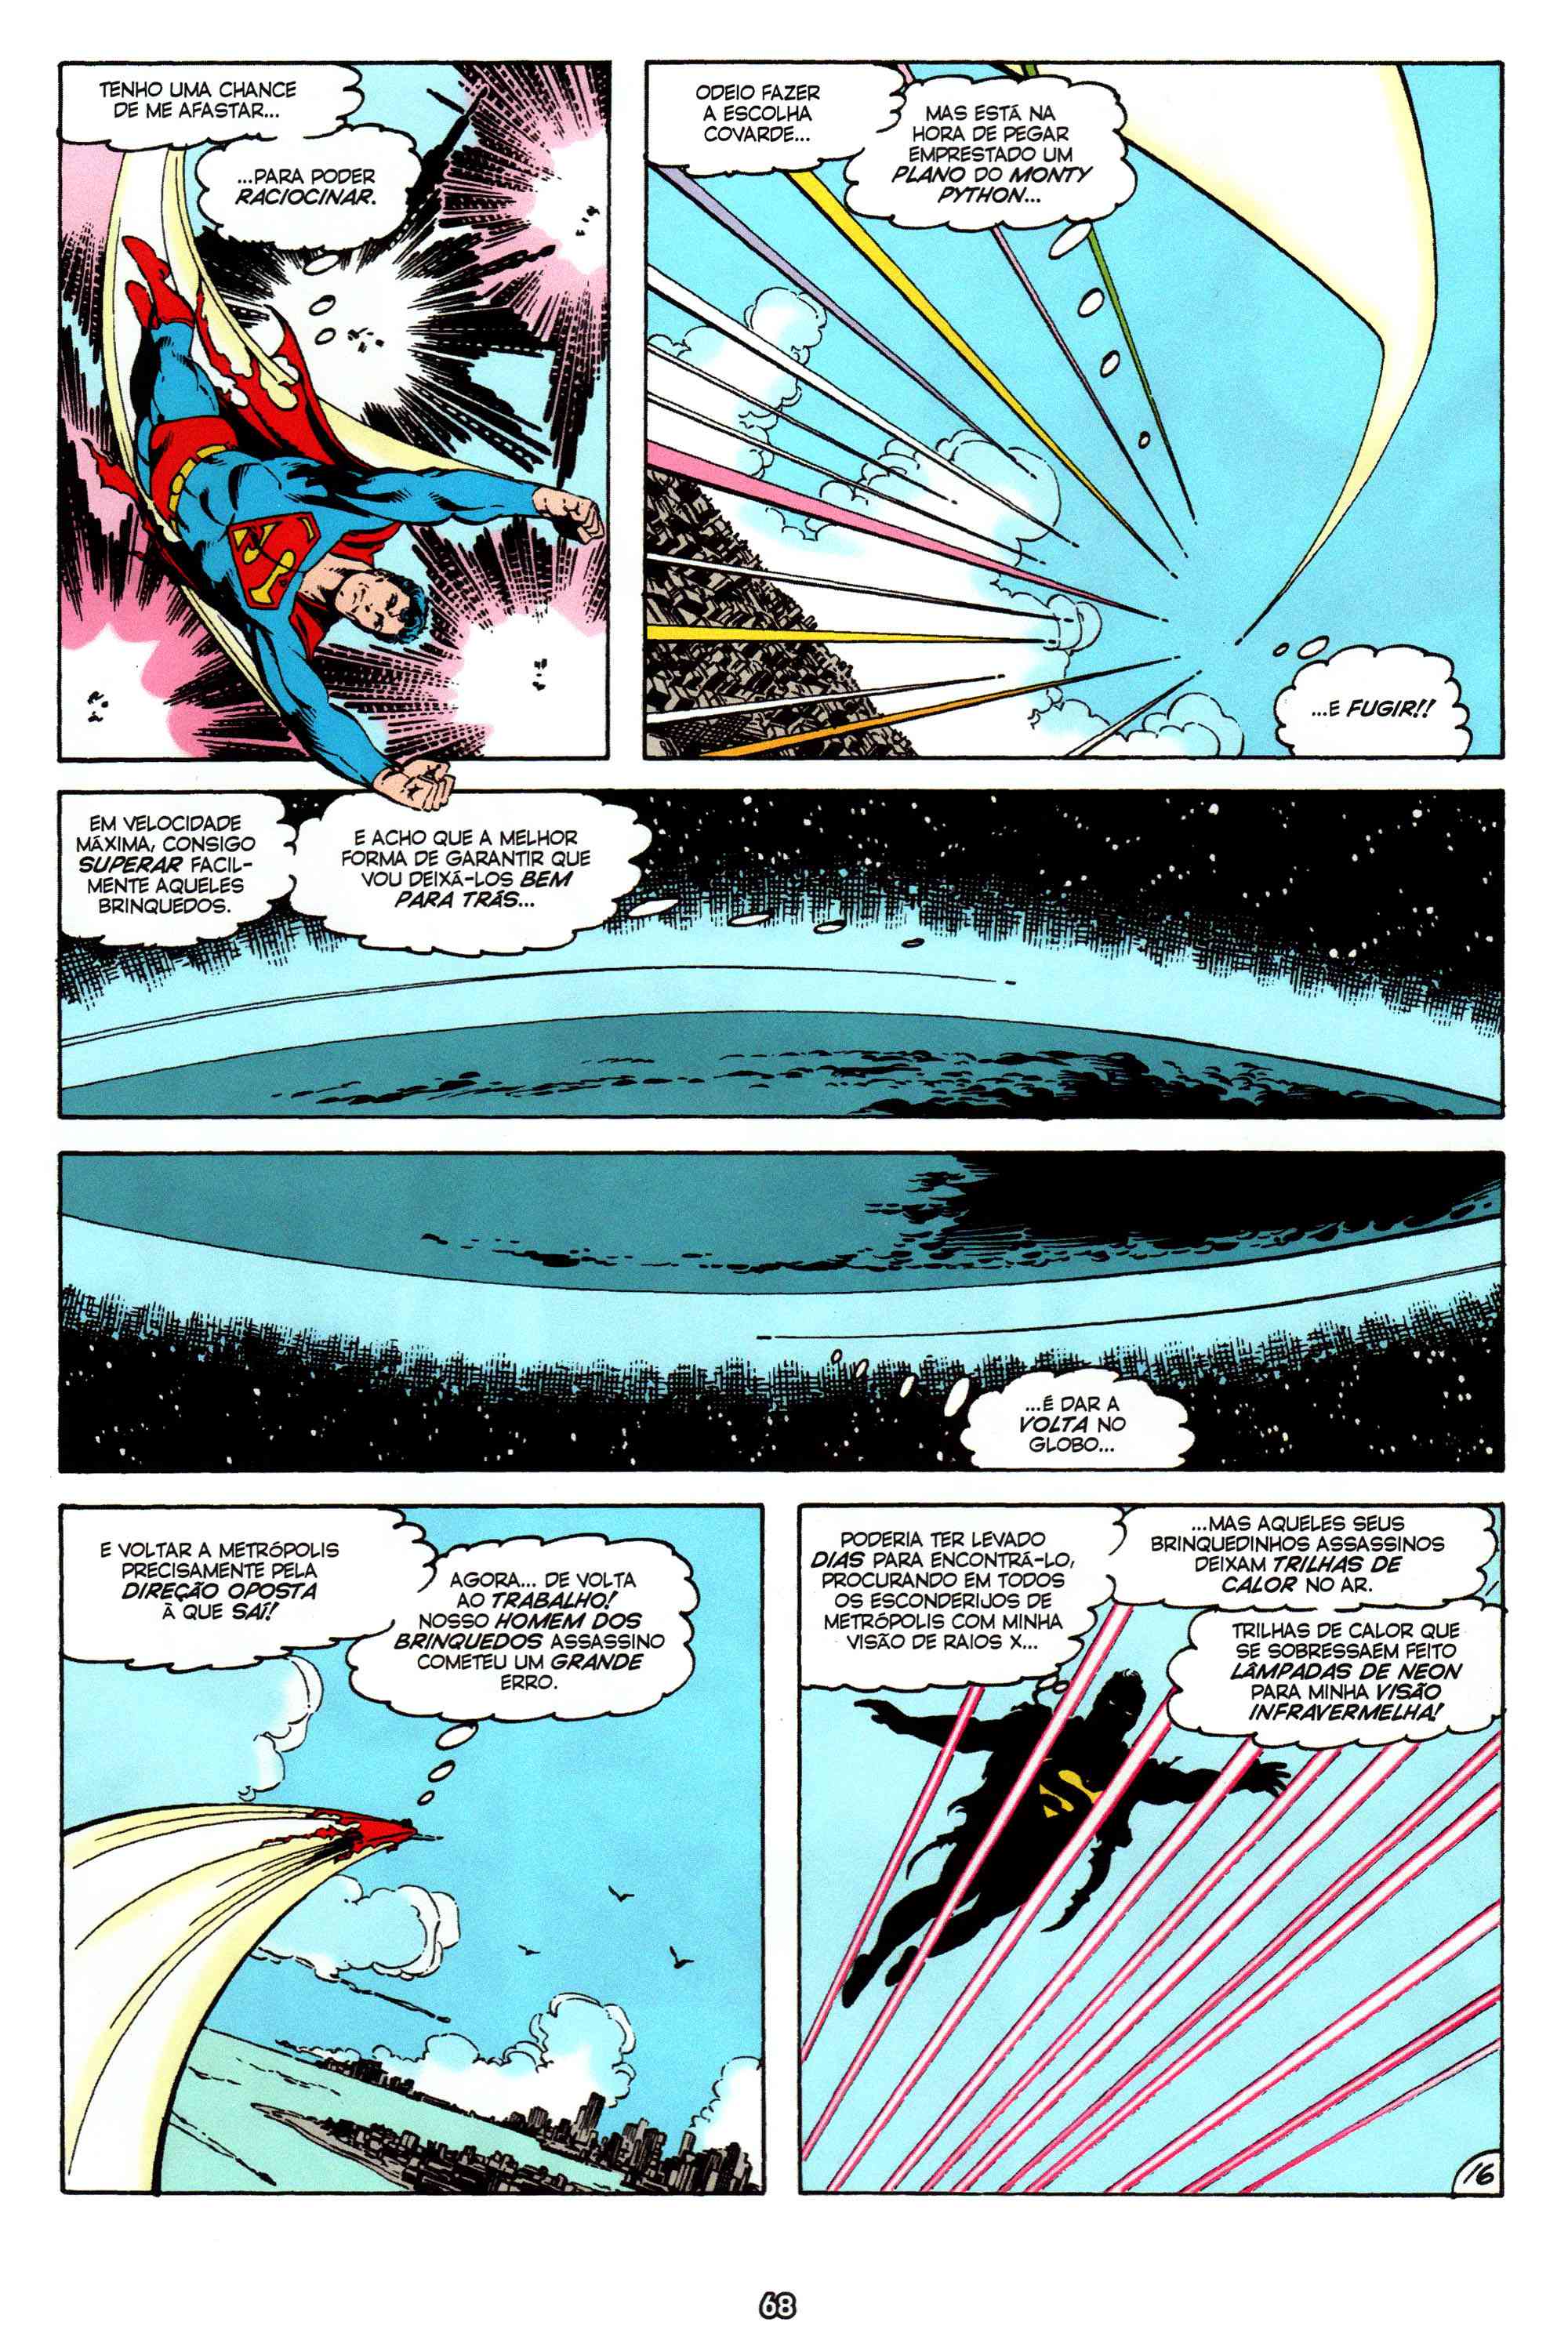 TENHO UMA CHANCE
DE ME AFASTAR...
...PARA PODER
RACIOCINAR.
ODEIO FAZER
A ESCOLHA
COVARDE...
MAS ESTÁ NA
HORA DE PEGAR
EMPRESTADO UM
PLANO DO MONTY
PYTHON...
...E FUGIR!!
EM VELOCIDADE
MÁXIMA, CONSIGO
SUPERAR FACIL-
MENTE AQUELES
BRINQUEDOS.
E ACHO QUE A MELHOR
FORMA DE GARANTIR QUE
VOU DEIXÁ-LOS BEM
PARA TRÁS...
...É DAR A
VOLTA NO
GLOBO...
E VOLTAR A METRÓPOLIS
PRECISAMENTE PELA
DIREÇÃO OPOSTA
À QUE SAÍ!
AGORA... DE VOLTA
AO TRABALHO!
NOSSO HOMEM DOS
BRINQUEDOS ASSASSINO
COMETEU UM GRANDE
ERRO.
PODERIA TER LEVADO
DIAS PARA ENCONTRÁ-LO,
PROCURANDO EM TODOS
OS ESCONDERIJOS DE
METRÓPOLIS COM MINHA
VISÃO DE RAIOS X...
...MAS AQUELES SEUS
BRINQUEDINHOS ASSASSINOS
DEIXAM TRILHAS DE
CALOR NO AR.
TRILHAS DE CALOR QUE
SE SOBRESSAEM FEITO
LÂMPADAS DE NEON
PARA MINHA VISÃO
INFRAVERMELHA!
16
68